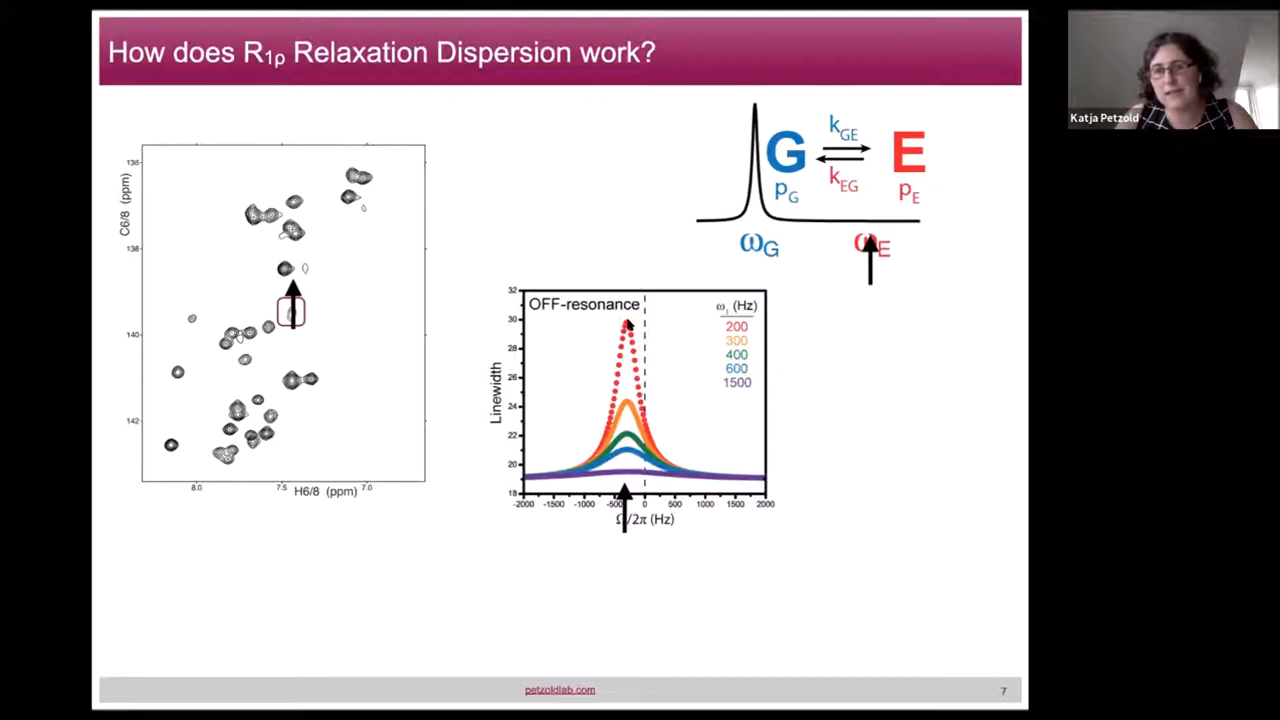 How does R1ρ Relaxation Dispersion work?
Katja Petzold
136
138
140
142
C6/8 (ppm)
8.0
7.5
7.0
H6/8 (ppm)
G
kGE
kEG
E
pG
pE
ωG
ωE
OFF-resonance
ω1 (Hz)
200
300
400
600
1500
Linewidth
32
30
28
26
24
22
20
18
-2000
-1500
-1000
-500
0
500
1000
1500
2000
Ω/2π (Hz)
petzoldlab.com
7